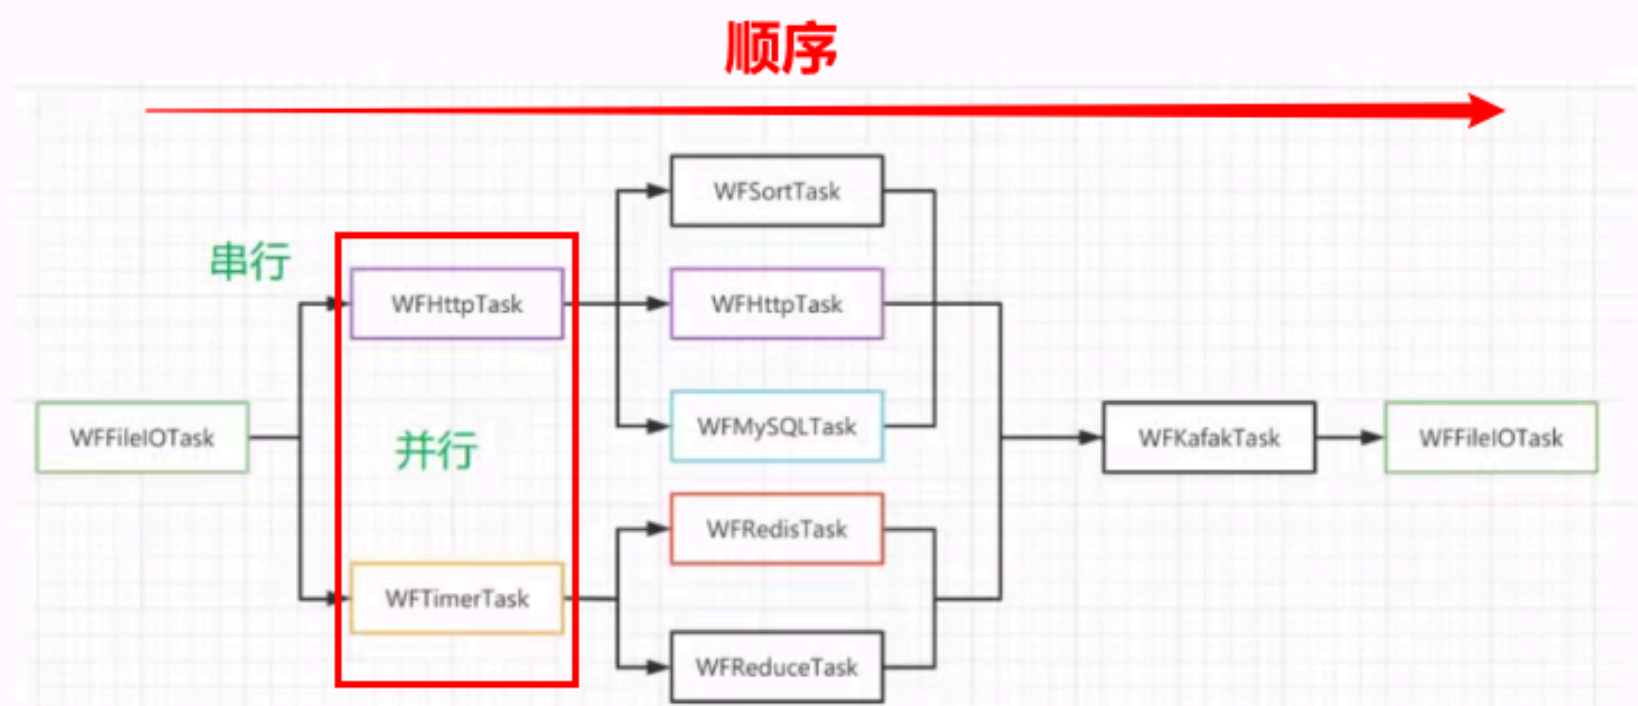 顺序
串行
并行
WFFileIOTask
WFHttpTask
WFTimerTask
WFSortTask
WFHttpTask
WFMySQLTask
WFRedisTask
WFReduceTask
WFKafakTask
WFFileIOTask